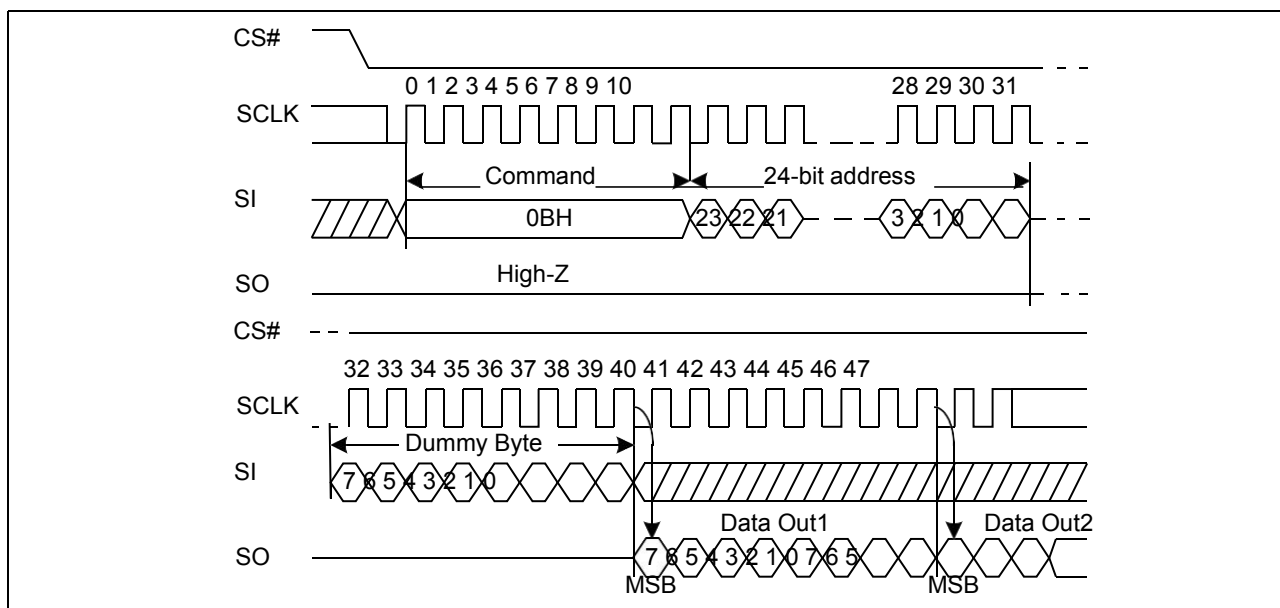 CS#
0 1 2 3 4 5 6 7 8 9 10 28 29 30 31
SCLK
Command 24-bit address
SI
0BH 23 22 21 3 2 1 0
High-Z
SO
CS#
32 33 34 35 36 37 38 39 40 41 42 43 44 45 46 47
SCLK
Dummy Byte
SI
7 6 5 4 3 2 1 0
Data Out1 Data Out2
SO
7 6 5 4 3 2 1 0 7 6 5
MSB MSB